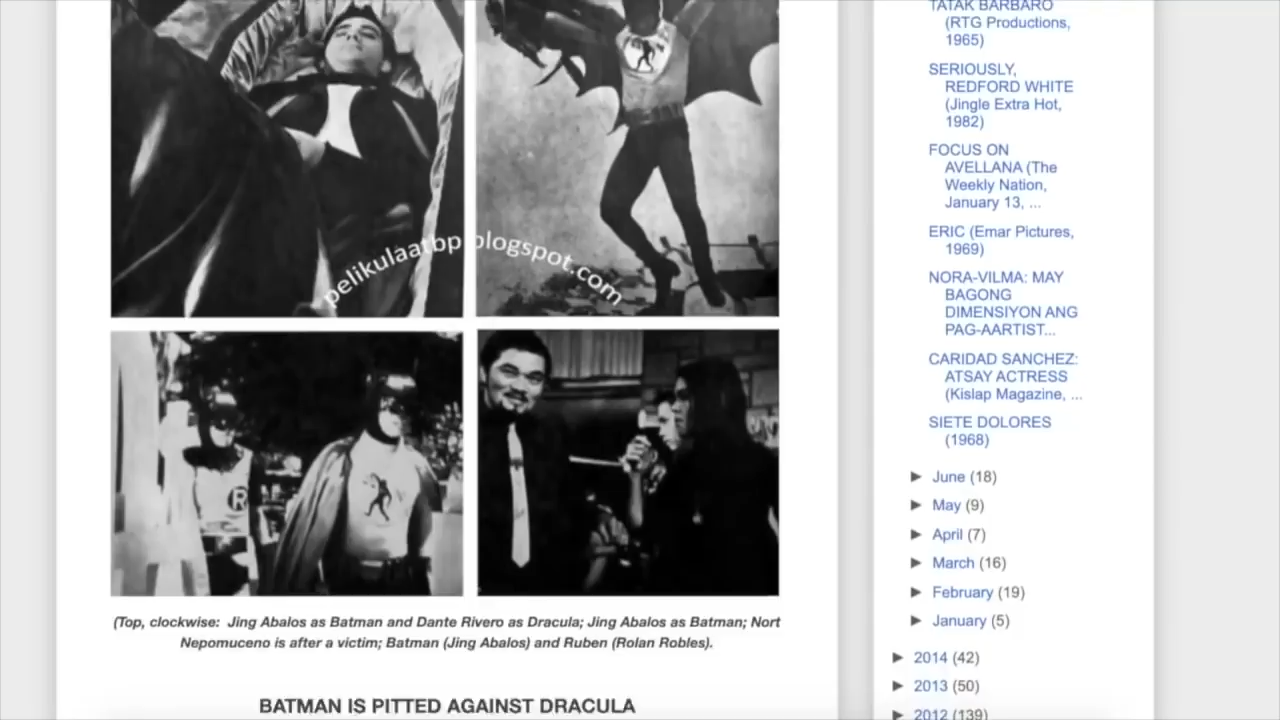 pelikulaatbp.blogspot.com
R
(Top, clockwise: Jing Abalos as Batman and Dante Rivero as Dracula; Jing Abalos as Batman; Nort
Nepomuceno is after a victim; Batman (Jing Abalos) and Ruben (Rolan Robles).
BATMAN IS PITTED AGAINST DRACULA
TATAK BARBARO
(RTG Productions,
1965)
SERIOUSLY,
REDFORD WHITE
(Jingle Extra Hot,
1982)
FOCUS ON
AVELLANA (The
Weekly Nation,
January 13, ...
ERIC (Emar Pictures,
1969)
NORA-VILMA: MAY
BAGONG
DIMENSIYON ANG
PAG-AARTIST...
CARIDAD SANCHEZ:
ATSAY ACTRESS
(Kislap Magazine, ...
SIETE DOLORES
(1968)
► June (18)
► May (9)
► April (7)
► March (16)
► February (19)
► January (5)
► 2014 (42)
► 2013 (50)
► 2012 (139)